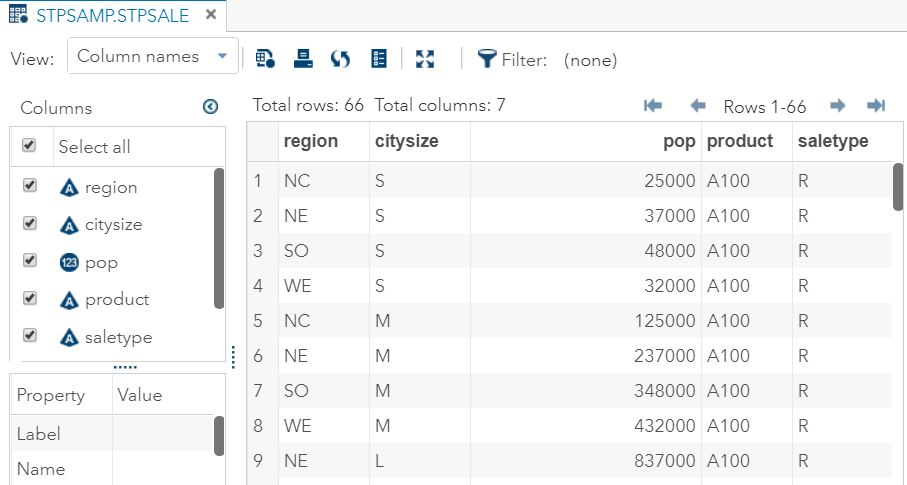 STPSAMP.STPSALE ×
View: Column names Filter: (none)
Columns
Select all
A region
A citysize
123 pop
A product
A saletype
Property Value
Label
Name
Total rows: 66 Total columns: 7 Rows 1-66
region citysize pop product saletype
1 NC S 25000 A100 R
2 NE S 37000 A100 R
3 SO S 48000 A100 R
4 WE S 32000 A100 R
5 NC M 125000 A100 R
6 NE M 237000 A100 R
7 SO M 348000 A100 R
8 WE M 432000 A100 R
9 NE L 837000 A100 R